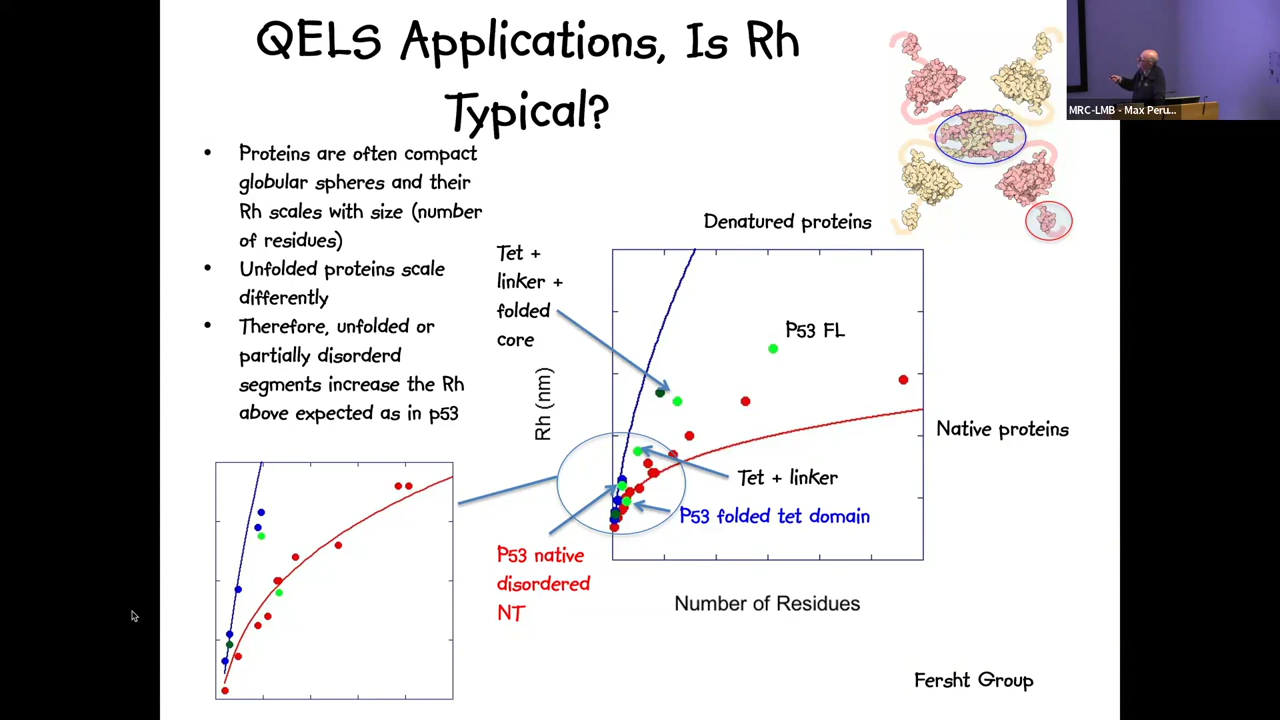 QELS Applications, Is Rh
Typical?
MRC-LMB - Max Peru...
• Proteins are often compact
globular spheres and their
Rh scales with size (number
of residues)
• Unfolded proteins scale
differently
• Therefore, unfolded or
partially disorderd
segments increase the Rh
above expected as in p53
Denatured proteins
Tet +
linker +
folded
core
P53 FL
Rh (nm)
Native proteins
Tet + linker
P53 folded tet domain
P53 native
disordered
NT
Number of Residues
Fersht Group